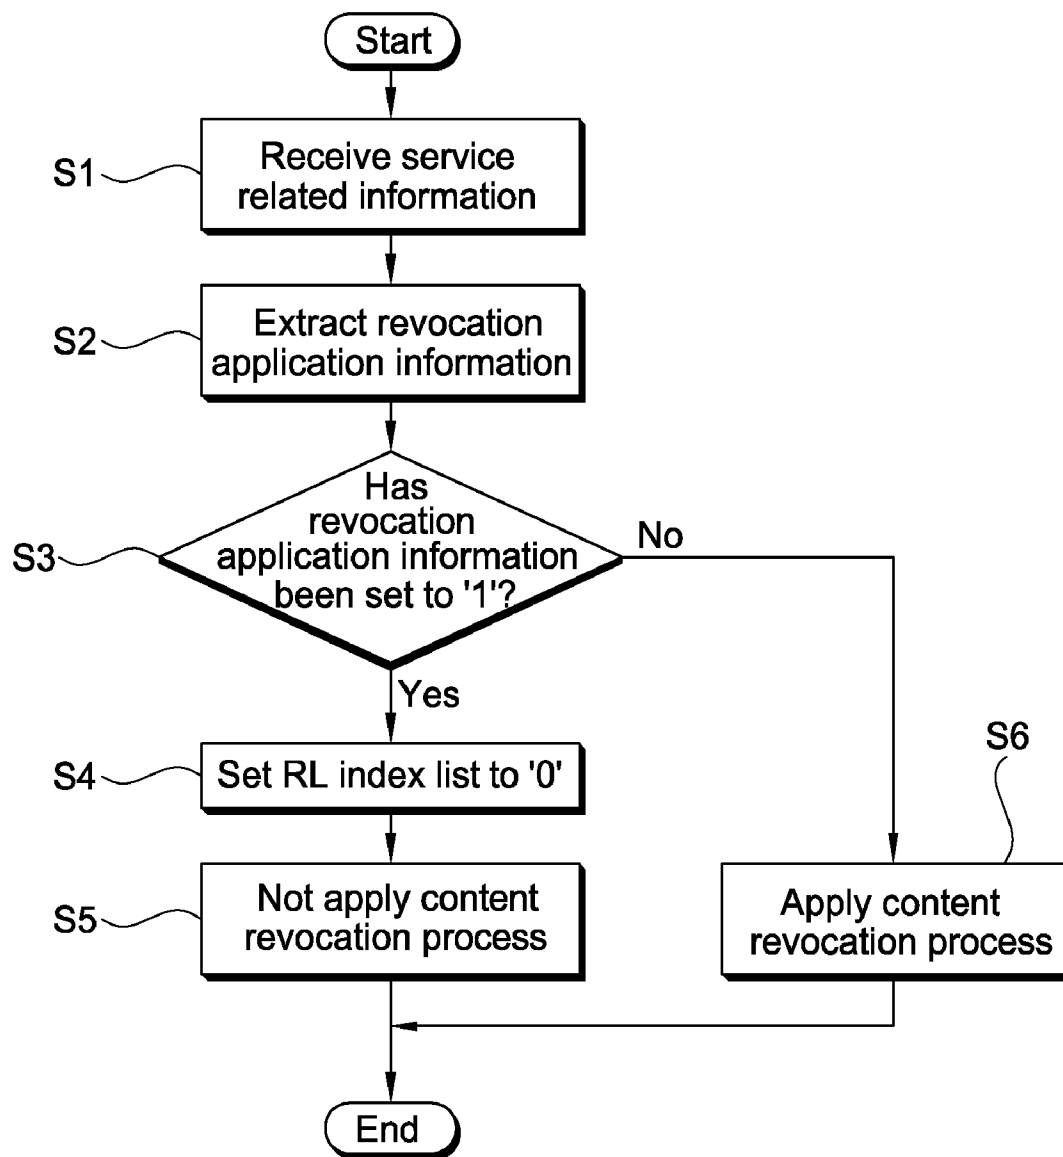 Start
S1
Receive service
related information
S2
Extract revocation
application information
S3
Has
revocation
application information
been set to '1'?
No
Yes
S4
Set RL index list to '0'
S6
S5
Not apply content
revocation process
Apply content
revocation process
End